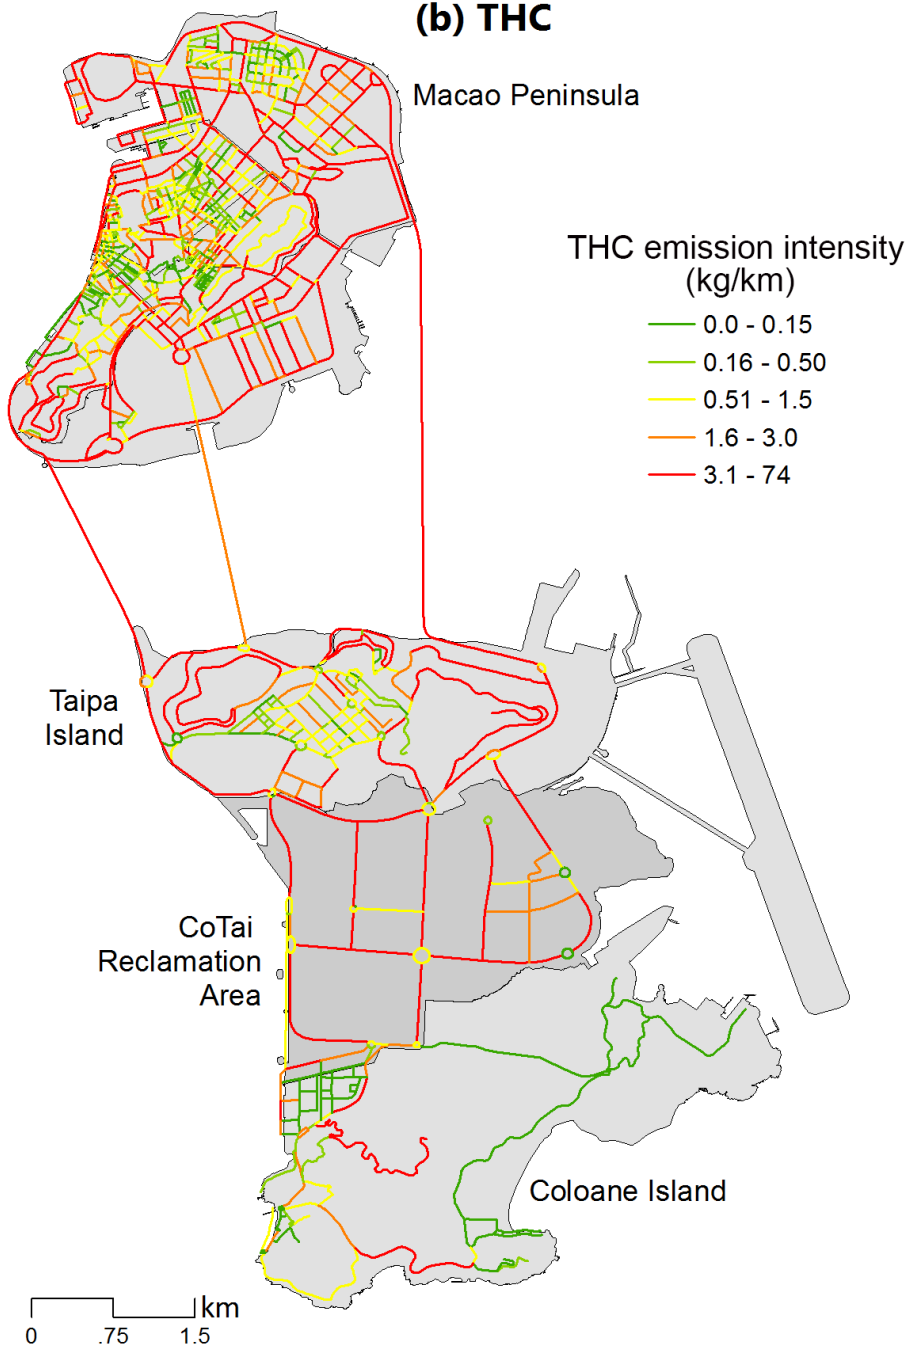 (b) THC
Macao Peninsula
THC emission intensity
(kg/km)
0.0 - 0.15
0.16 - 0.50
0.51 - 1.5
1.6 - 3.0
3.1 - 74
Taipa
Island
CoTai
Reclamation
Area
Coloane Island
km
0 .75 1.5